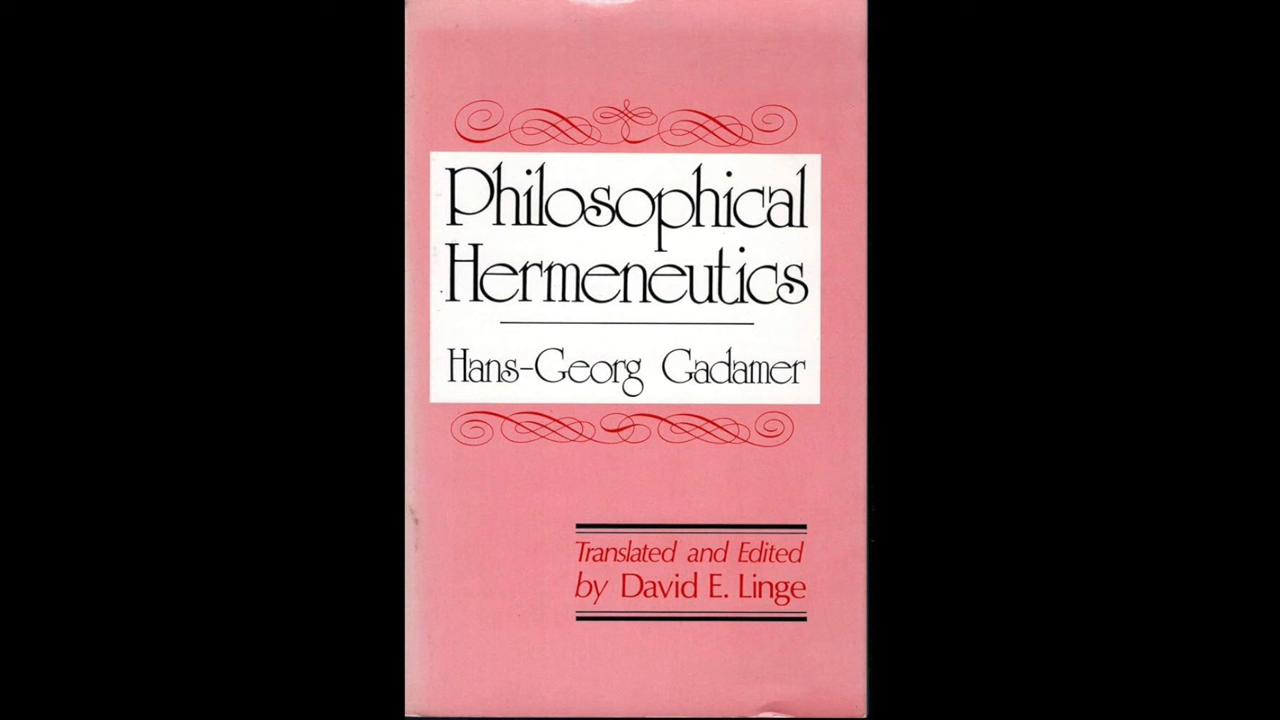 Philosophical
Hermeneutics
Hans-Georg Gadamer
Translated and Edited
by David E. Linge